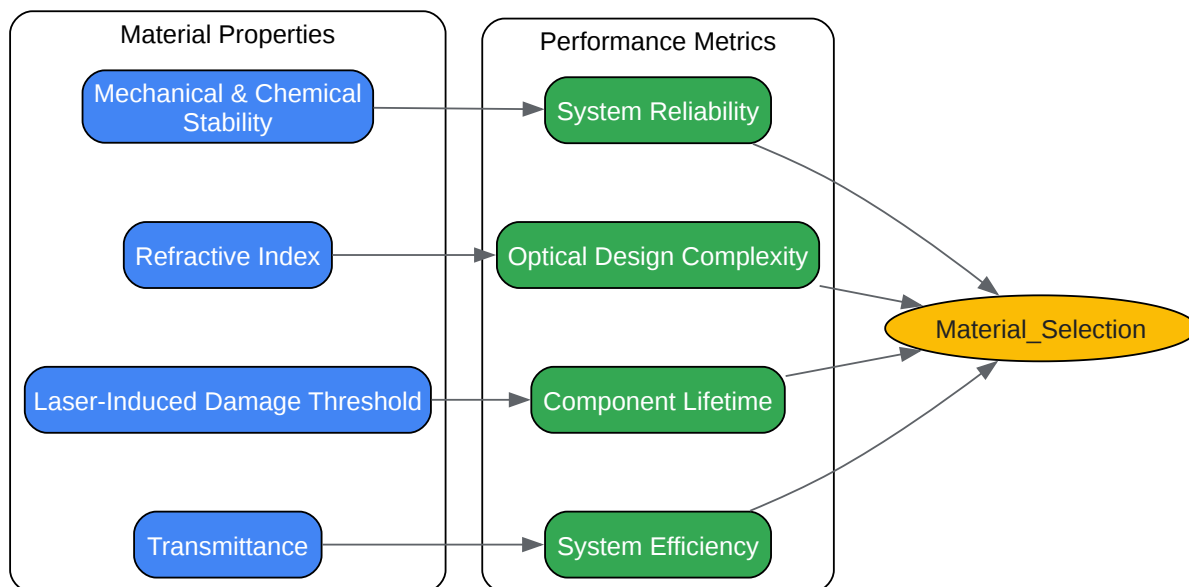 Material Properties
Mechanical & Chemical
Stability
Refractive Index
Laser-Induced Damage Threshold
Transmittance
Performance Metrics
System Reliability
Optical Design Complexity
Component Lifetime
System Efficiency
Material_Selection